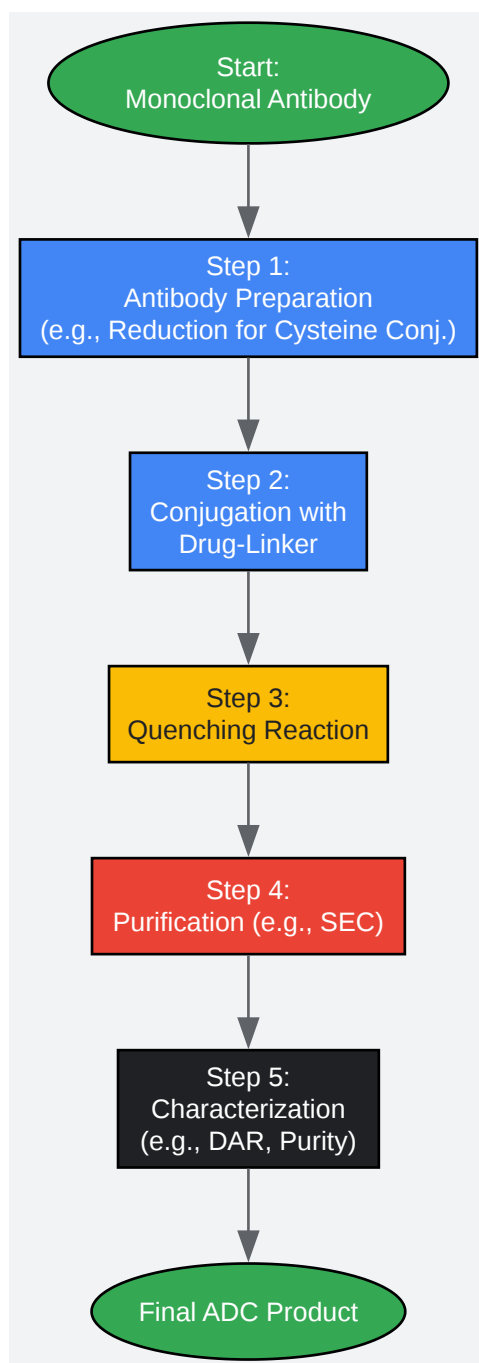 Start:
Monoclonal Antibody
Step 1:
Antibody Preparation
(e.g., Reduction for Cysteine Conj.)
Step 2:
Conjugation with
Drug-Linker
Step 3:
Quenching Reaction
Step 4:
Purification (e.g., SEC)
Step 5:
Characterization
(e.g., DAR, Purity)
Final ADC Product